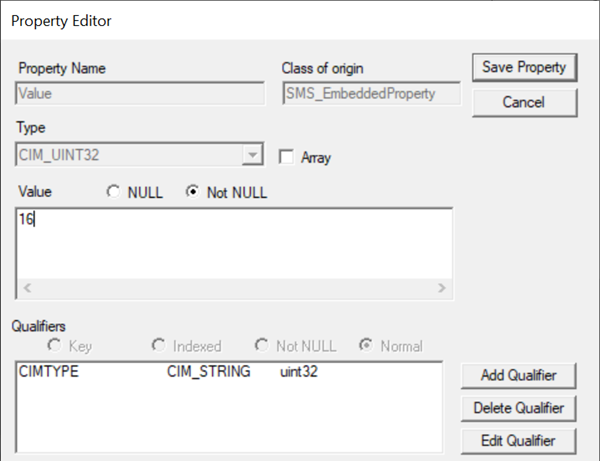 Property Editor
Property Name Class of origin Save Property
Value SMS_EmbeddedProperty
Cancel
Type
CIM_UINT32 Array
Value NULL Not NULL
16
Qualifiers
Key Indexed Not NULL Normal
CIMTYPE CIM_STRING uint32
Add Qualifier
Delete Qualifier
Edit Qualifier